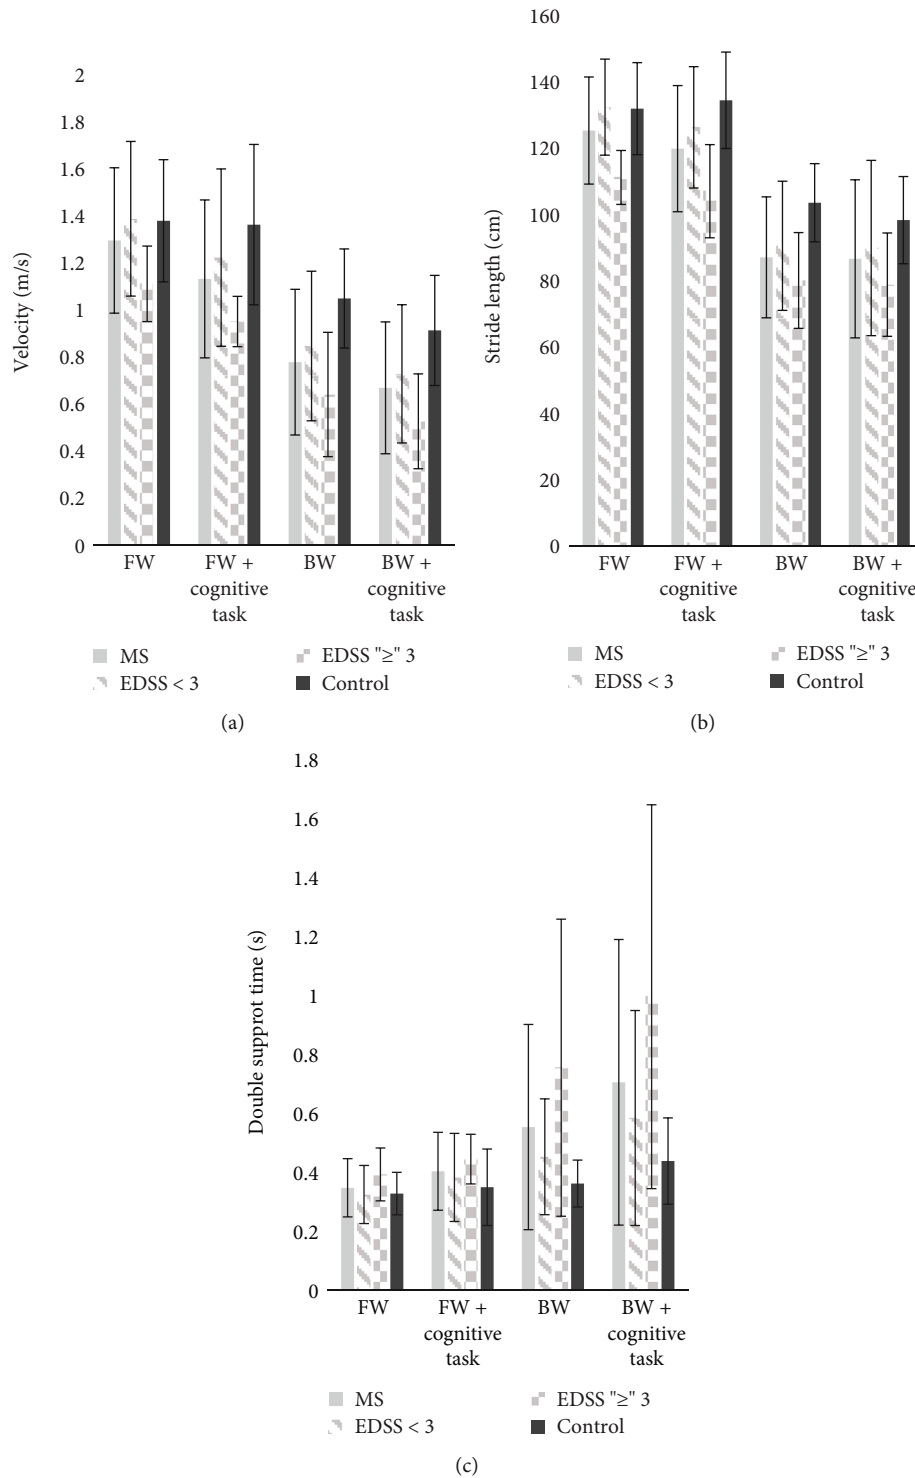 Velocity (m/s)
2
1.8
1.6
1.4
1.2
1
0.8
0.6
0.4
0.2
0
FW
FW +
cognitive
task
BW
BW +
cognitive
task
MS
EDSS < 3
EDSS "≥" 3
Control
(a)
Stride length (cm)
160
140
120
100
80
60
40
20
0
FW
FW +
cognitive
task
BW
BW +
cognitive
task
MS
EDSS < 3
EDSS "≥" 3
Control
(b)
Double supprot time (s)
1.8
1.6
1.4
1.2
1
0.8
0.6
0.4
0.2
0
FW
FW +
cognitive
task
BW
BW +
cognitive
task
MS
EDSS < 3
EDSS "≥" 3
Control
(c)